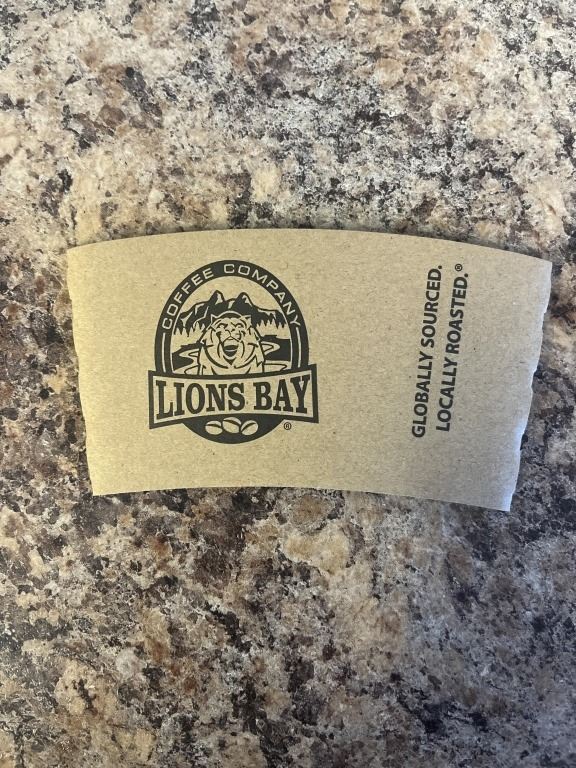 COFFEE COMPANY
LIONS BAY
®
GLOBALLY SOURCED.
LOCALLY ROASTED.®